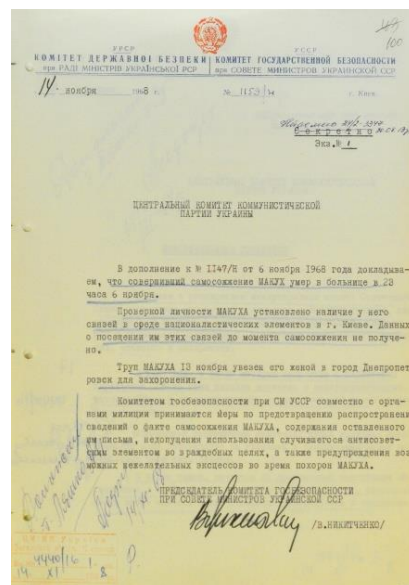 100
УРСР
УССР
КОМІТЕТ ДЕРЖАВНОЇ БЕЗПЕКИ
КОМИТЕТ ГОСУДАРСТВЕННОЙ БЕЗОПАСНОСТИ
при РАДІ МІНІСТРІВ УКРАЇНСЬКОЇ РСР
при СОВЕТЕ МИНИСТРОВ УКРАИНСКОЙ ССР
14 ноября 1968 г.
№ 1153/н
г. Киев
Секретно
Экз.№ 1
ЦЕНТРАЛЬНЫЙ КОМИТЕТ КОММУНИСТИЧЕСКОЙ
ПАРТИИ УКРАИНЫ
В дополнение к № 1147/Н от 6 ноября 1968 года докладыва-
ем, что совершивший самосожжение МАКУХ умер в больнице в 23
часа 6 ноября.
Проверкой личности МАКУХА установлено наличие у него
связей в среде националистических элементов в г. Киеве. Данных
о посещении им этих связей до момента самосожжения не получе-
но.
Труп МАКУХА 13 ноября увезен его женой в город Днепропет
ровск для захоронения.
Комитетом госбезопасности при СМ УССР совместно с орга-
нами милиции принимаются меры по предотвращению распространени
сведений о факте самосожжения МАКУХА, содержания оставленного
им письма, недопущения использования случившегося антисовет-
ским элементом во враждебных целях, а также предупреждения воз
можных нежелательных эксцессов во время похорон МАКУХА.
ПРЕДСЕДАТЕЛЬ КОМИТЕТА ГОСБЕЗОПАСНОСТИ
ПРИ СОВЕТЕ МИНИСТРОВ УКРАИНСКОЙ ССР
/В.НИКИТЧЕНКО/
4440/16
14 XI